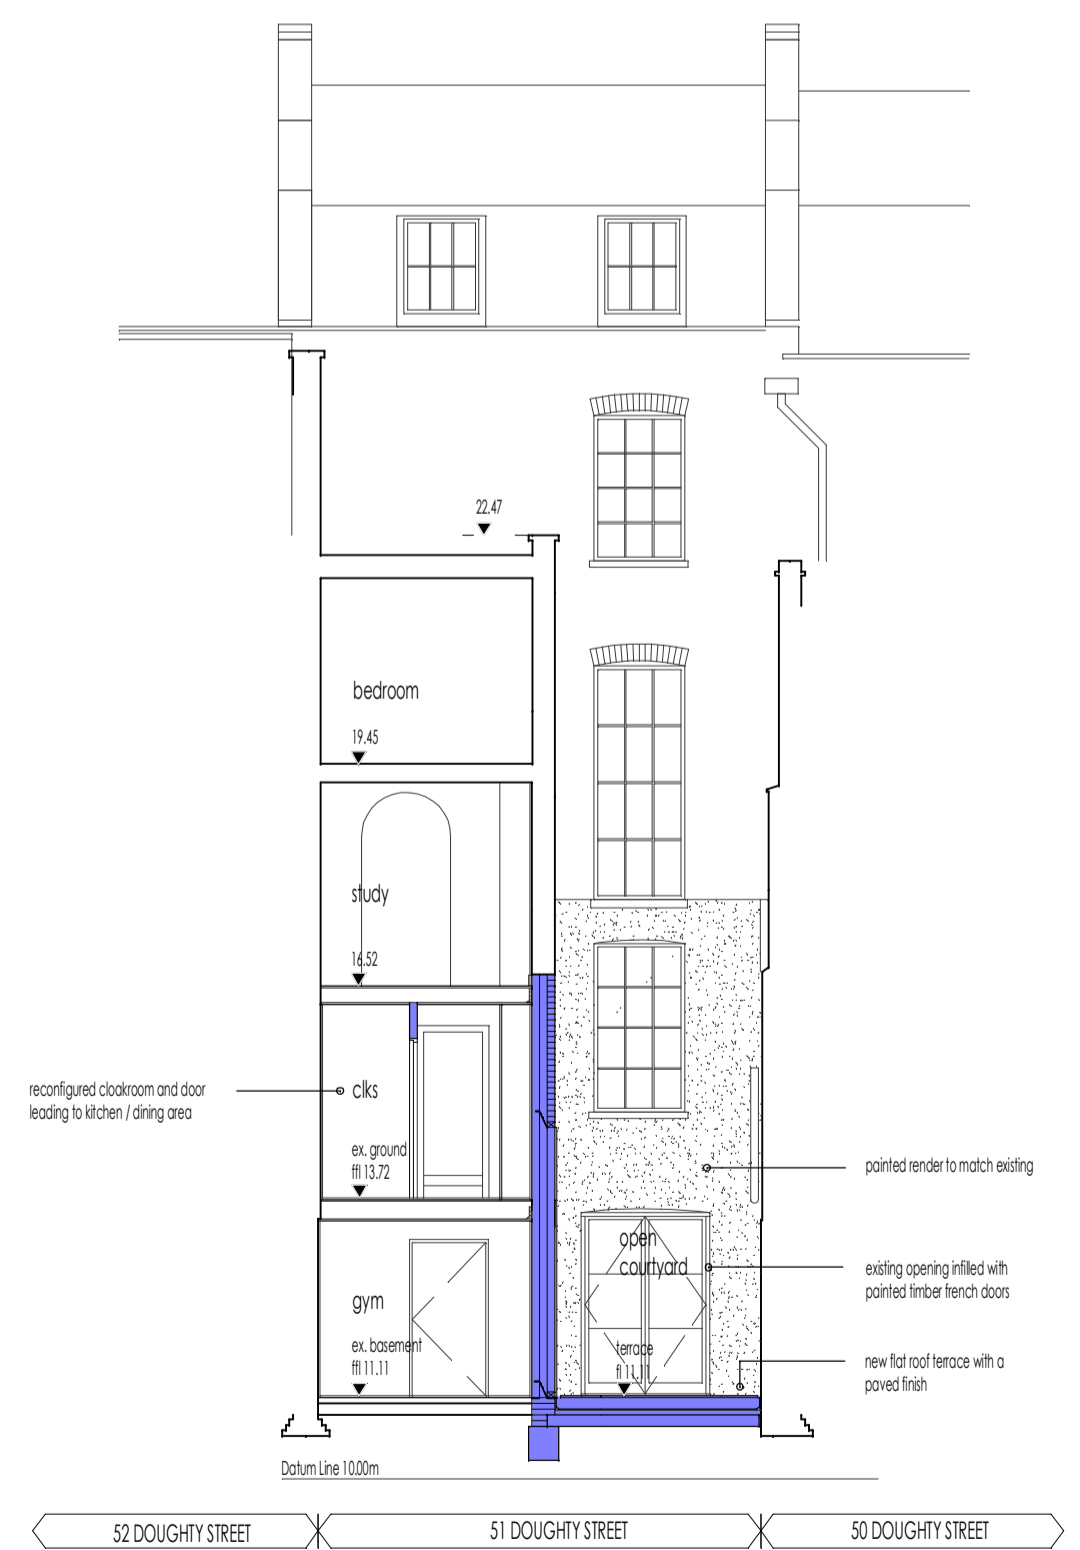 22.47
bedroom
19.45
study
16.52
reconfigured cloakroom and door
leading to kitchen / dining area
clks
ex. ground
ffl 13.72
painted render to match existing
open
courtyard
existing opening infilled with
painted timber french doors
gym
ex. basement
ffl 11.11
terrace
fl 11.11
new flat roof terrace with a
paved finish
Datum Line 10.00m
52 DOUGHTY STREET
51 DOUGHTY STREET
50 DOUGHTY STREET